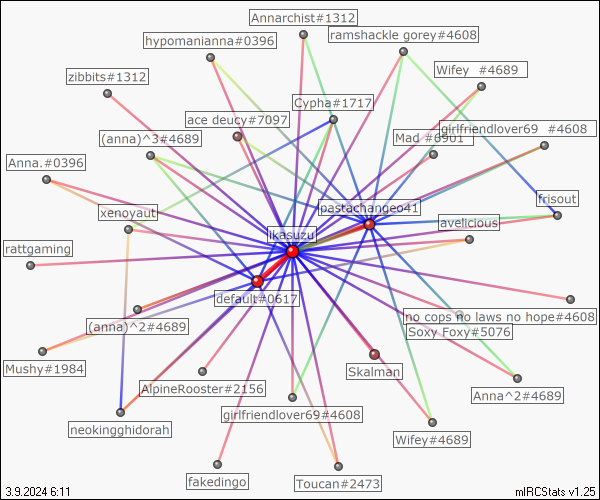 Annarchist#1312
hypomanianna#0396
ramshackle gorey#4608
zibbits#1312
Wifey #4689
Cypha#1717
ace deucy#7097
(anna)^3#4689
Mad #6901
girlfriendlover69 #4608
Anna.#0396
xenoyaut
pastachangeo41
frisout
ikasuzu
avelicious
rattgaming
default#0617
(anna)^2#4689
no cops no laws no hope#4608
Soxy Foxy#5076
Mushy#1984
AlpineRooster#2156
Skalman
Anna^2#4689
girlfriendlover69#4608
neokingghidorah
Wifey#4689
fakedingo
Toucan#2473
3.9.2024 6:11
mIRCStats v1.25